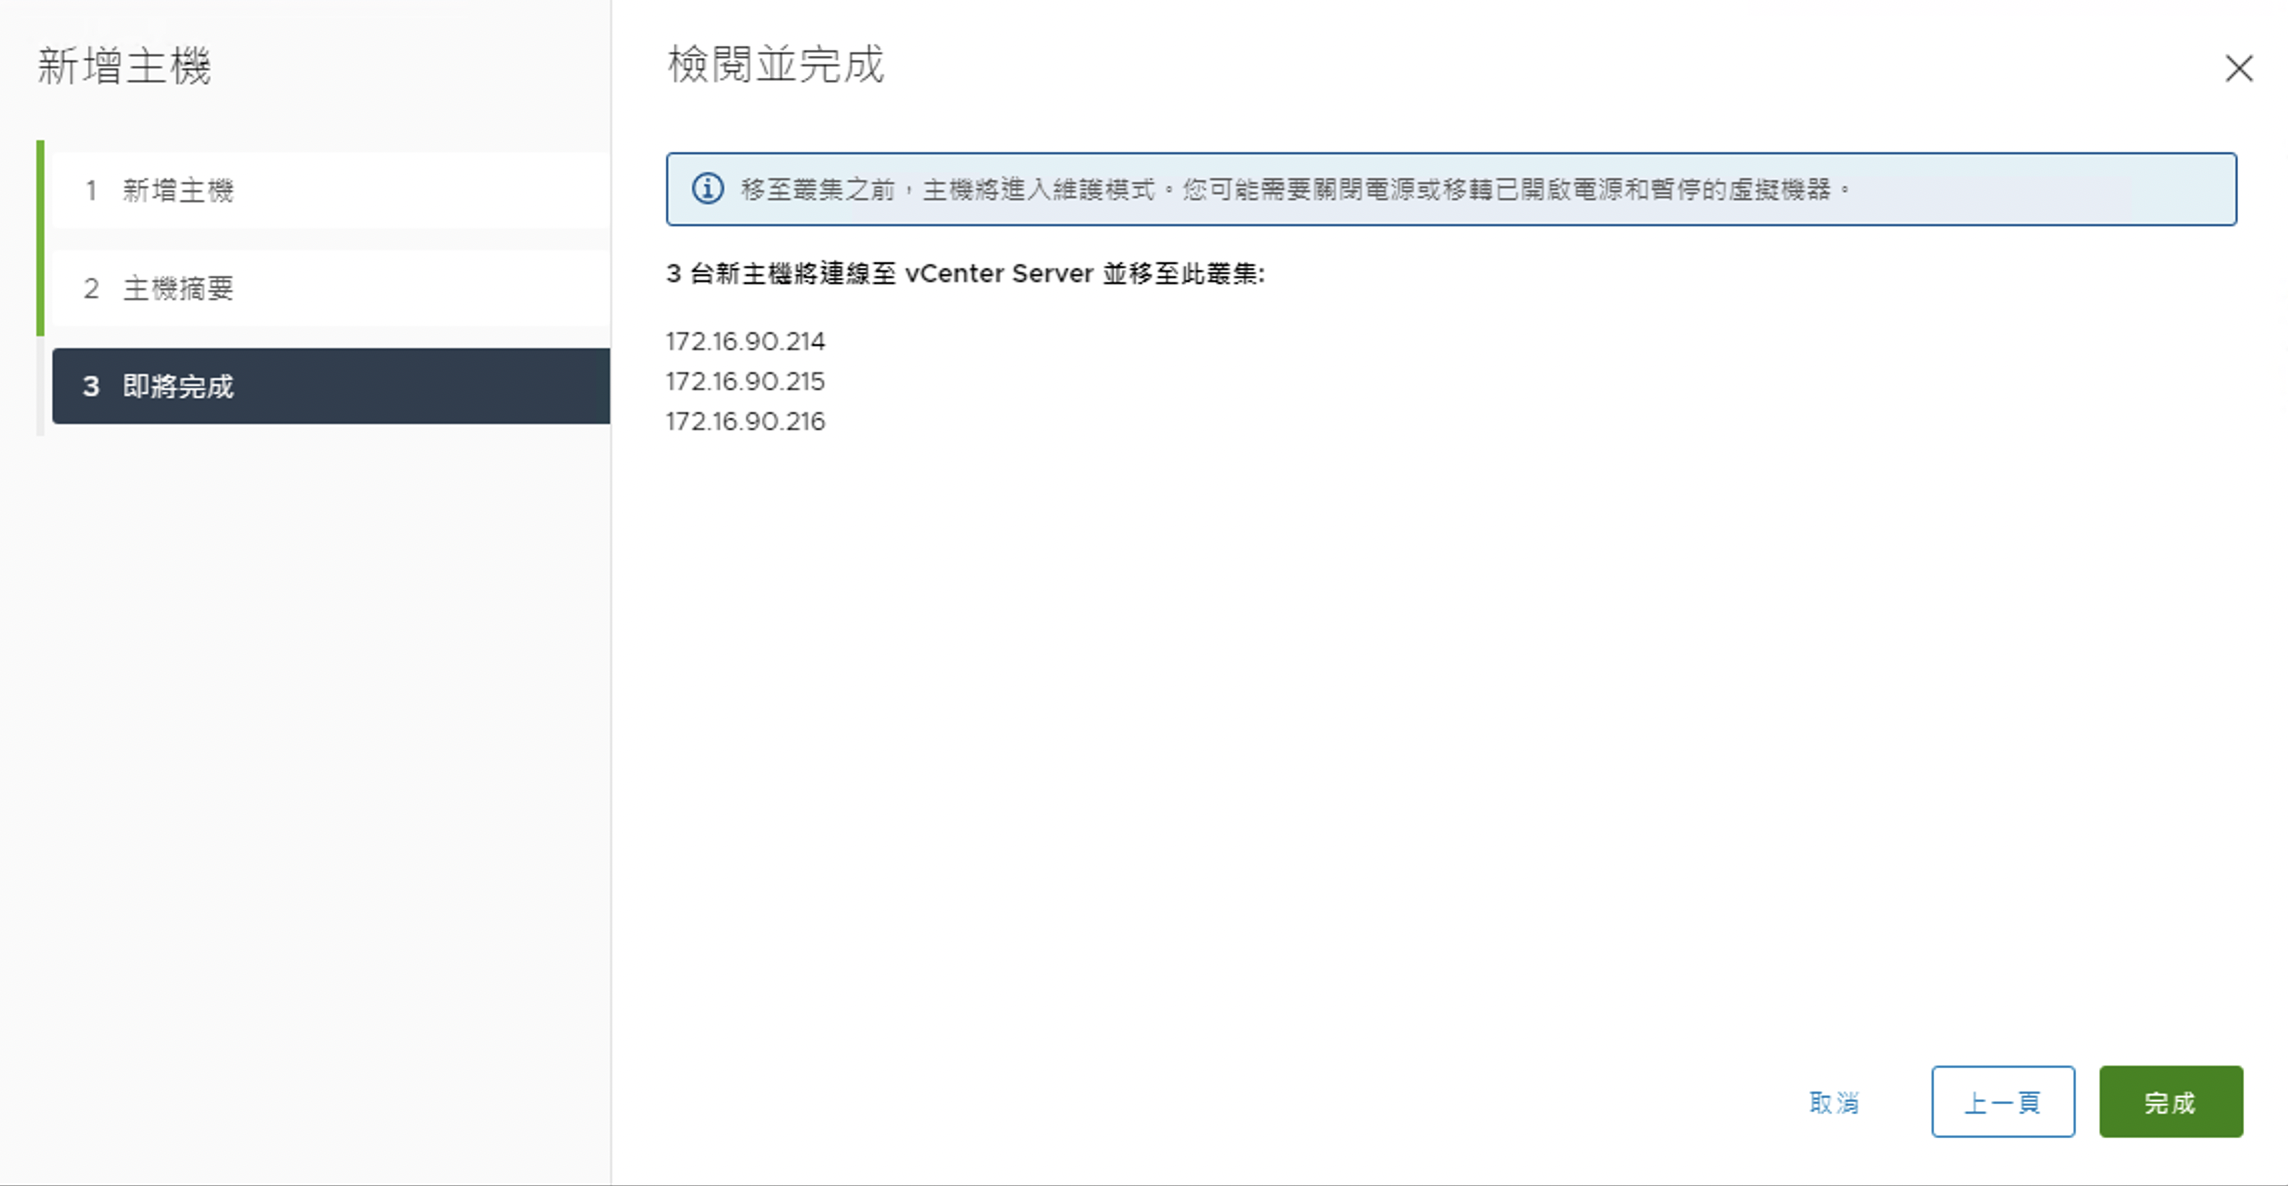 新增主機
1 新增主機
2 主機摘要
3 即將完成
檢閱並完成
移至叢集之前，主機將進入維護模式。您可能需要關閉電源或移轉已開啟電源和暫停的虛擬機器。
3 台新主機將連線至 vCenter Server 並移至此叢集:
172.16.90.214
172.16.90.215
172.16.90.216
取消
上一頁
完成